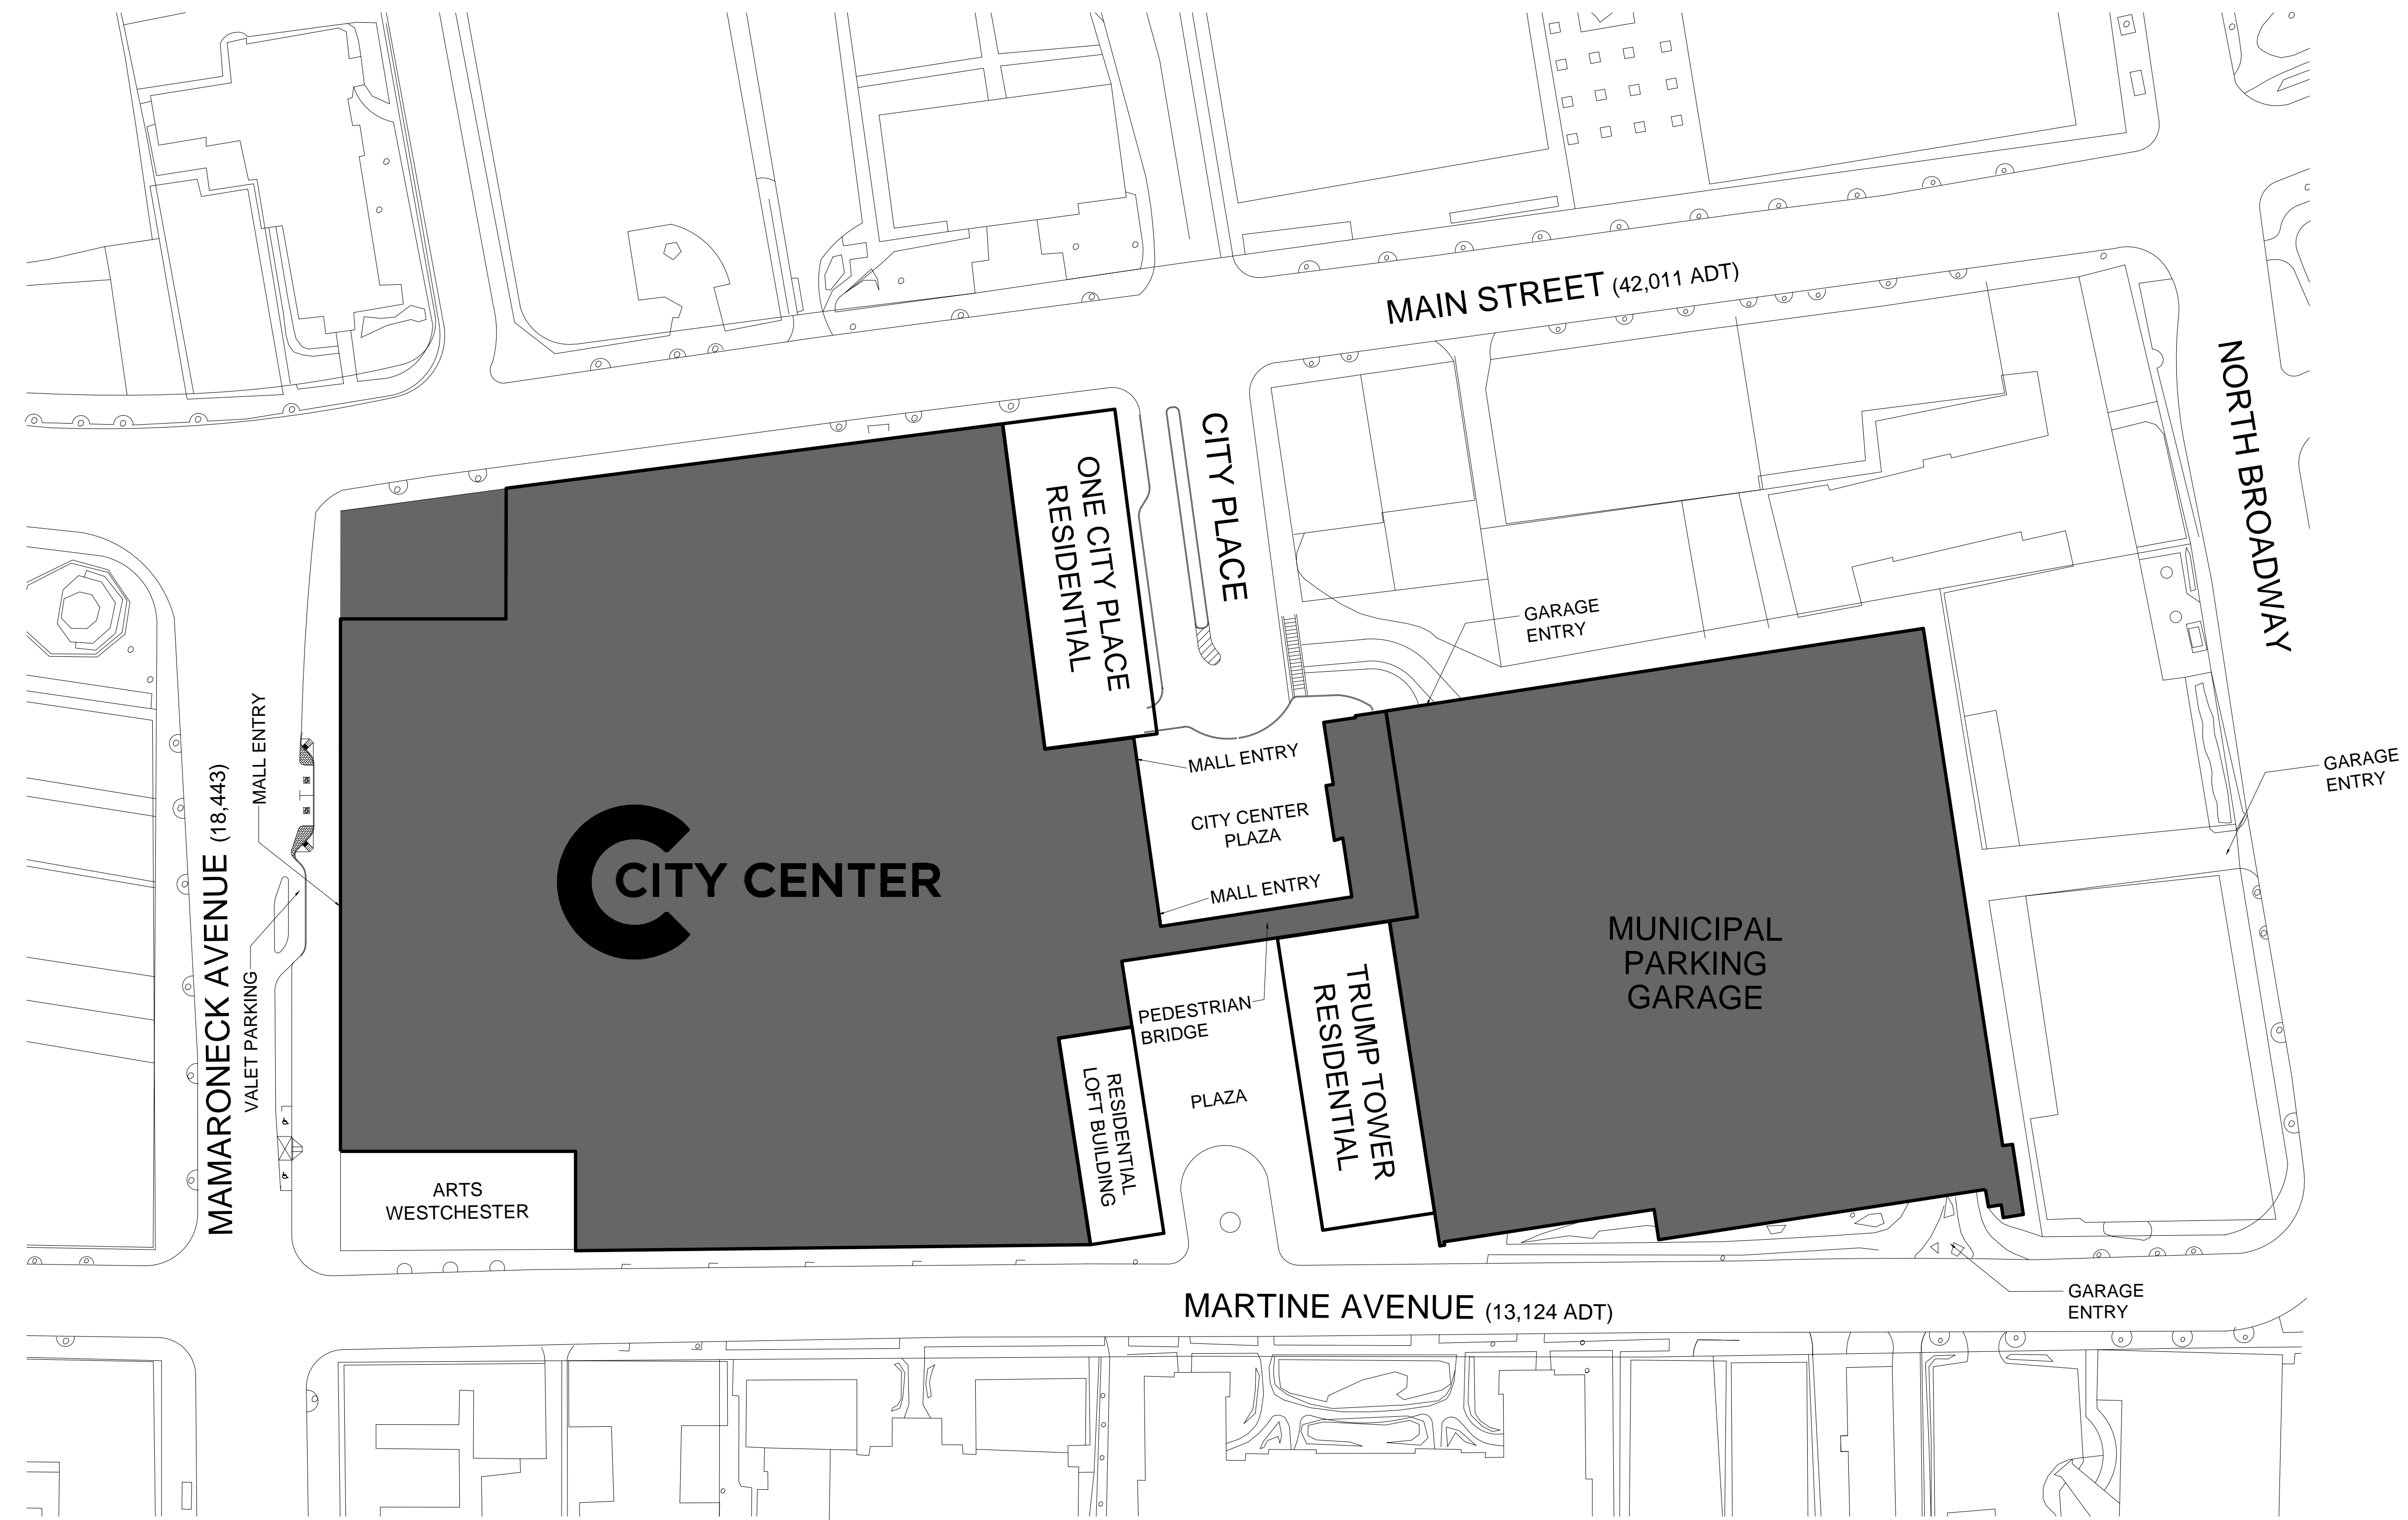 MAIN STREET (42,011 ADT)
CITY PLACE
NORTH BROADWAY
ONE CITY PLACE
RESIDENTIAL
GARAGE
ENTRY
MALL ENTRY
MAMARONECK AVENUE (18,443)
VALET PARKING
MALL ENTRY
CITY CENTER
PLAZA
MALL ENTRY
C CITY CENTER
GARAGE
ENTRY
MUNICIPAL
PARKING
GARAGE
PEDESTRIAN
BRIDGE
TRUMP TOWER
RESIDENTIAL
PLAZA
RESIDENTIAL
LOFT BUILDING
ARTS
WESTCHESTER
GARAGE
ENTRY
MARTINE AVENUE (13,124 ADT)